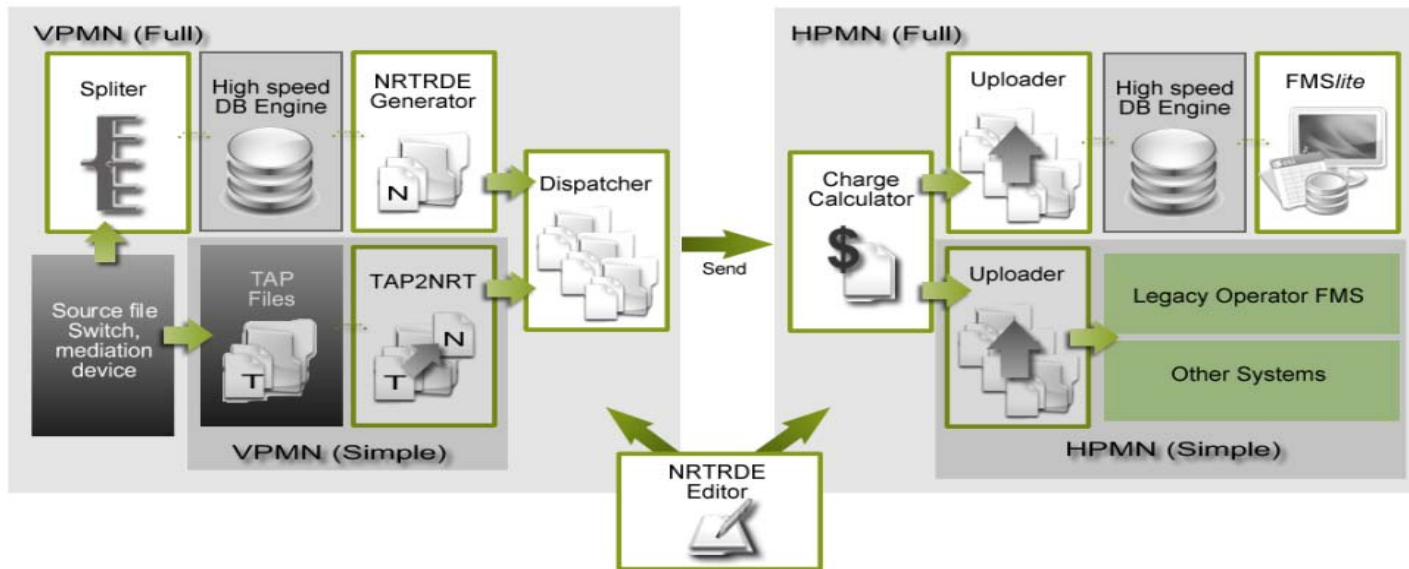 VPMN (Full)
Spliter
High speed
DB Engine
NRTRDE
Generator
N
Dispatcher
Source file
Switch,
mediation
device
TAP
Files
T
TAP2NRT
N
T
VPMN (Simple)
Send
HPMN (Full)
Charge
Calculator
$
Uploader
High speed
DB Engine
FMSlite
Uploader
Legacy Operator FMS
Other Systems
HPMN (Simple)
NRTRDE
Editor